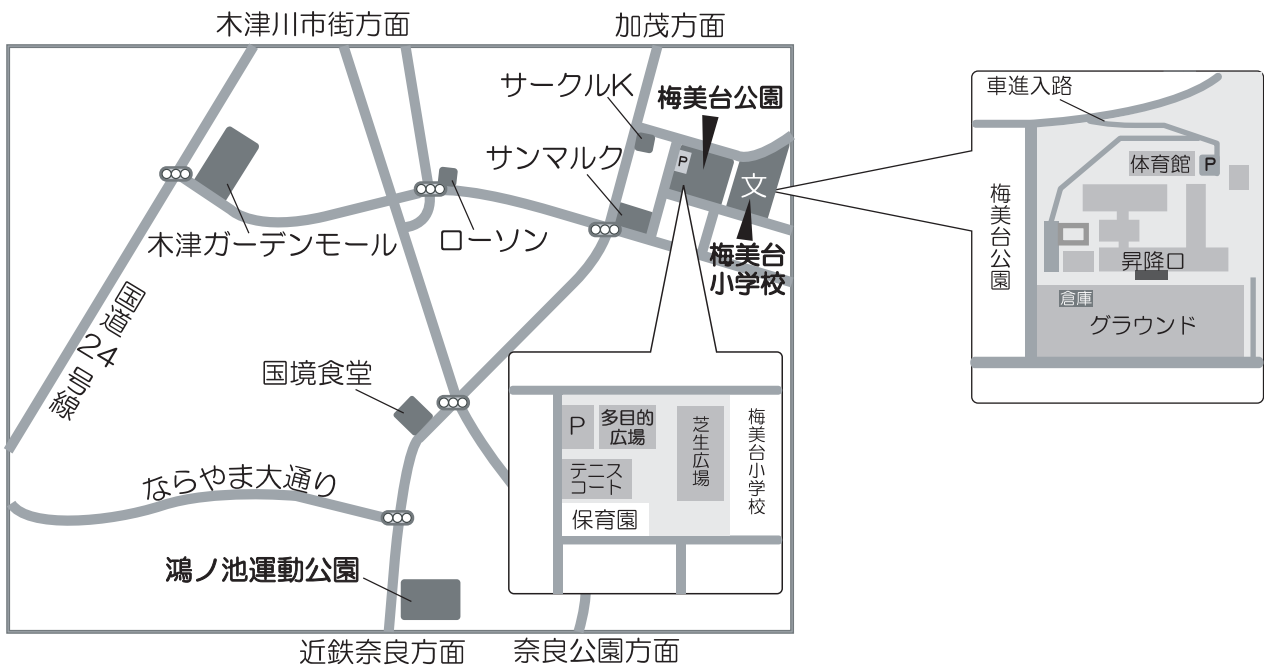 木津川市街方面
加茂方面
サークルK
梅美台公園
サンマルク
P
文
木津ガーデンモール
ローソン
梅美台
小学校
国道24号線
国境食堂
ならやま大通り
鴻ノ池運動公園
近鉄奈良方面
奈良公園方面
P
多目的
広場
芝生広場
梅美台小学校
テニス
コート
保育園
車進入路
体育館
P
梅美台公園
昇降口
倉庫
グラウンド